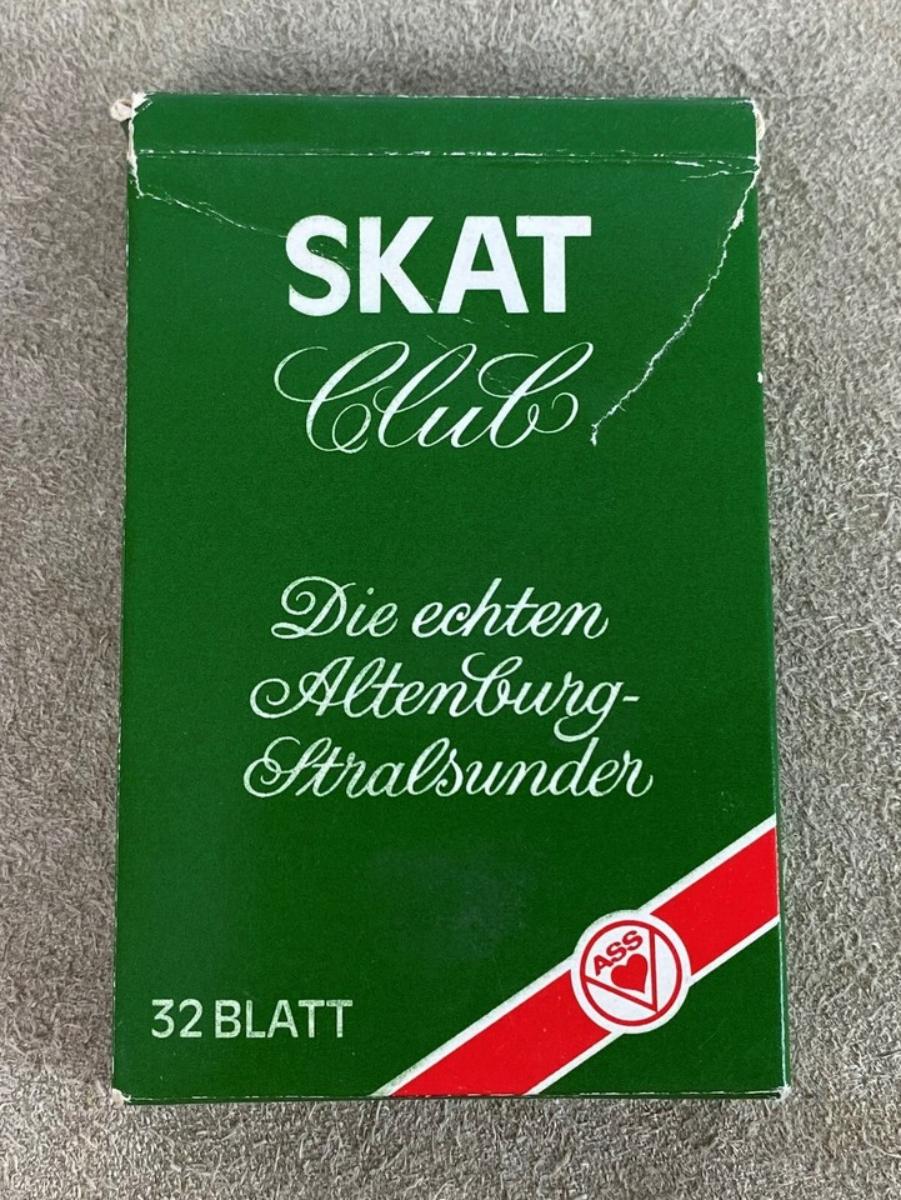 SKAT
Club
Die echten
Altenburg-
Stralsunder
ASS
32 BLATT